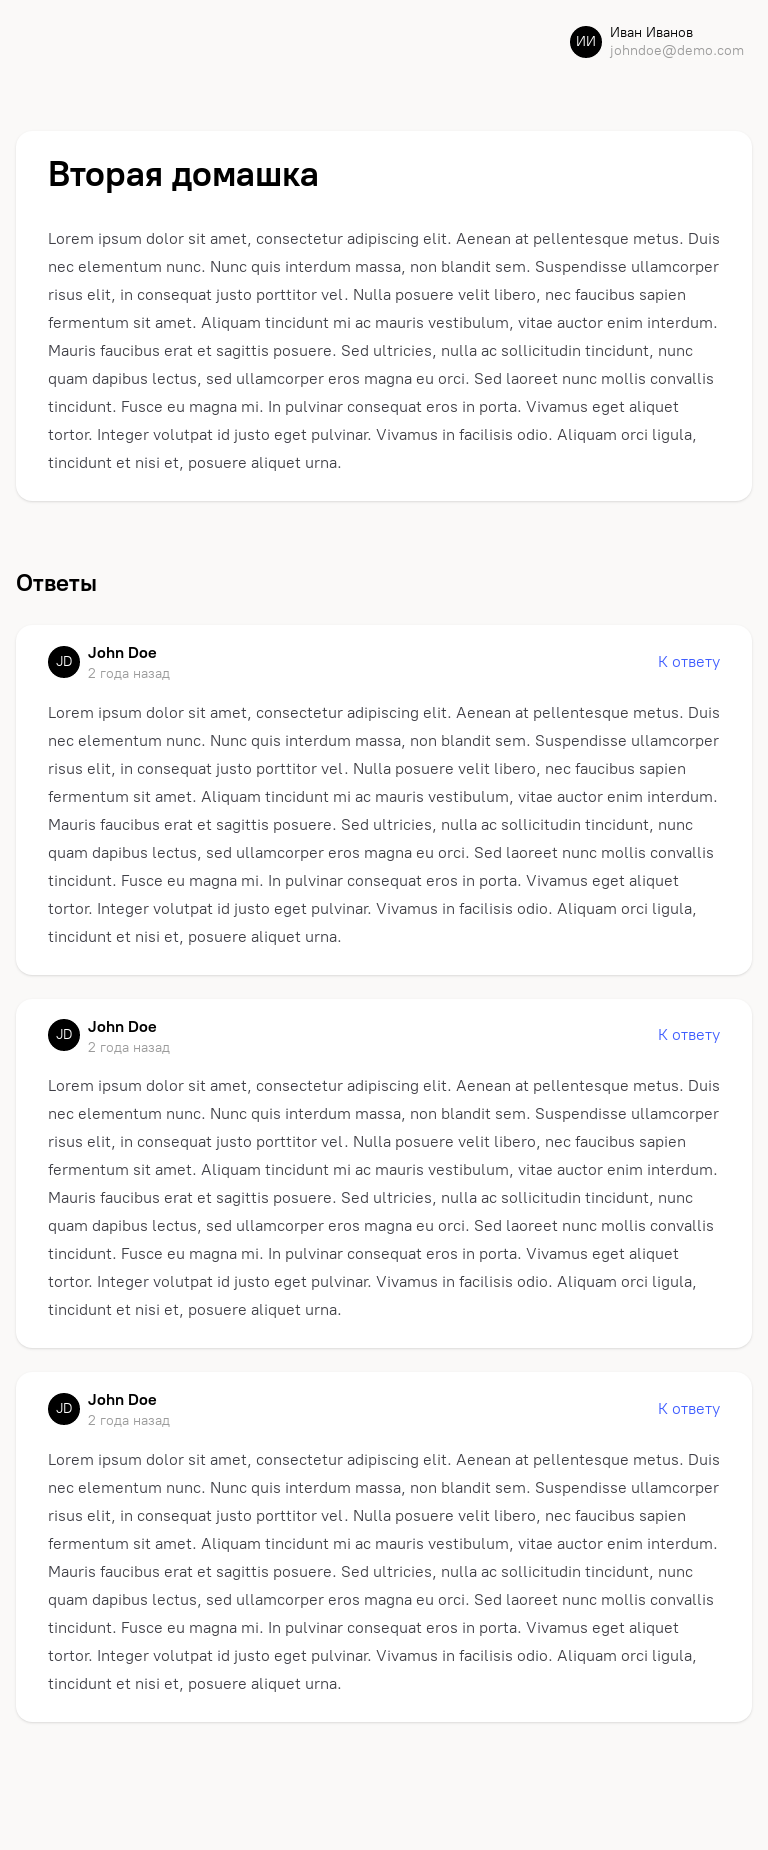 ИИ
Иван Иванов
johndoe@demo.com
Вторая домашка
Lorem ipsum dolor sit amet, consectetur adipiscing elit. Aenean at pellentesque metus. Duis
nec elementum nunc. Nunc quis interdum massa, non blandit sem. Suspendisse ullamcorper
risus elit, in consequat justo porttitor vel. Nulla posuere velit libero, nec faucibus sapien
fermentum sit amet. Aliquam tincidunt mi ac mauris vestibulum, vitae auctor enim interdum.
Mauris faucibus erat et sagittis posuere. Sed ultricies, nulla ac sollicitudin tincidunt, nunc
quam dapibus lectus, sed ullamcorper eros magna eu orci. Sed laoreet nunc mollis convallis
tincidunt. Fusce eu magna mi. In pulvinar consequat eros in porta. Vivamus eget aliquet
tortor. Integer volutpat id justo eget pulvinar. Vivamus in facilisis odio. Aliquam orci ligula,
tincidunt et nisi et, posuere aliquet urna.
Ответы
JD
John Doe
2 года назад
К ответу
Lorem ipsum dolor sit amet, consectetur adipiscing elit. Aenean at pellentesque metus. Duis
nec elementum nunc. Nunc quis interdum massa, non blandit sem. Suspendisse ullamcorper
risus elit, in consequat justo porttitor vel. Nulla posuere velit libero, nec faucibus sapien
fermentum sit amet. Aliquam tincidunt mi ac mauris vestibulum, vitae auctor enim interdum.
Mauris faucibus erat et sagittis posuere. Sed ultricies, nulla ac sollicitudin tincidunt, nunc
quam dapibus lectus, sed ullamcorper eros magna eu orci. Sed laoreet nunc mollis convallis
tincidunt. Fusce eu magna mi. In pulvinar consequat eros in porta. Vivamus eget aliquet
tortor. Integer volutpat id justo eget pulvinar. Vivamus in facilisis odio. Aliquam orci ligula,
tincidunt et nisi et, posuere aliquet urna.
JD
John Doe
2 года назад
К ответу
Lorem ipsum dolor sit amet, consectetur adipiscing elit. Aenean at pellentesque metus. Duis
nec elementum nunc. Nunc quis interdum massa, non blandit sem. Suspendisse ullamcorper
risus elit, in consequat justo porttitor vel. Nulla posuere velit libero, nec faucibus sapien
fermentum sit amet. Aliquam tincidunt mi ac mauris vestibulum, vitae auctor enim interdum.
Mauris faucibus erat et sagittis posuere. Sed ultricies, nulla ac sollicitudin tincidunt, nunc
quam dapibus lectus, sed ullamcorper eros magna eu orci. Sed laoreet nunc mollis convallis
tincidunt. Fusce eu magna mi. In pulvinar consequat eros in porta. Vivamus eget aliquet
tortor. Integer volutpat id justo eget pulvinar. Vivamus in facilisis odio. Aliquam orci ligula,
tincidunt et nisi et, posuere aliquet urna.
JD
John Doe
2 года назад
К ответу
Lorem ipsum dolor sit amet, consectetur adipiscing elit. Aenean at pellentesque metus. Duis
nec elementum nunc. Nunc quis interdum massa, non blandit sem. Suspendisse ullamcorper
risus elit, in consequat justo porttitor vel. Nulla posuere velit libero, nec faucibus sapien
fermentum sit amet. Aliquam tincidunt mi ac mauris vestibulum, vitae auctor enim interdum.
Mauris faucibus erat et sagittis posuere. Sed ultricies, nulla ac sollicitudin tincidunt, nunc
quam dapibus lectus, sed ullamcorper eros magna eu orci. Sed laoreet nunc mollis convallis
tincidunt. Fusce eu magna mi. In pulvinar consequat eros in porta. Vivamus eget aliquet
tortor. Integer volutpat id justo eget pulvinar. Vivamus in facilisis odio. Aliquam orci ligula,
tincidunt et nisi et, posuere aliquet urna.